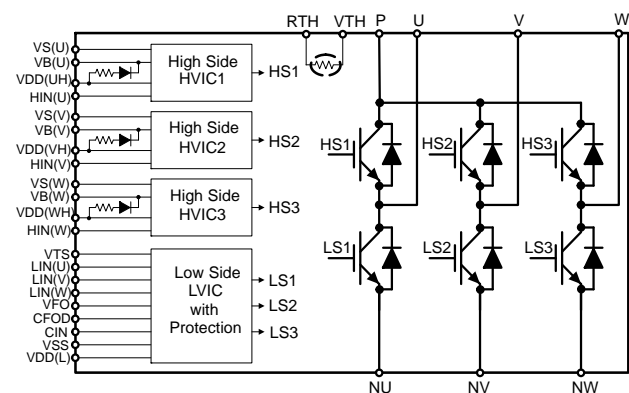 RTH VTH P U V W
VS(U)
VB(U)
VDD(UH)
HIN(U)
High Side
HVIC1
HS1
VS(V)
VB(V)
VDD(VH)
HIN(V)
High Side
HVIC2
HS2
VS(W)
VB(W)
VDD(WH)
HIN(W)
High Side
HVIC3
HS3
VTS
LIN(U)
LIN(V)
LIN(W)
VFO
CFOD
CIN
VSS
VDD(L)
Low Side
LVIC
with
Protection
LS1
LS2
LS3
HS1 HS2 HS3
LS1 LS2 LS3
NU NV NW